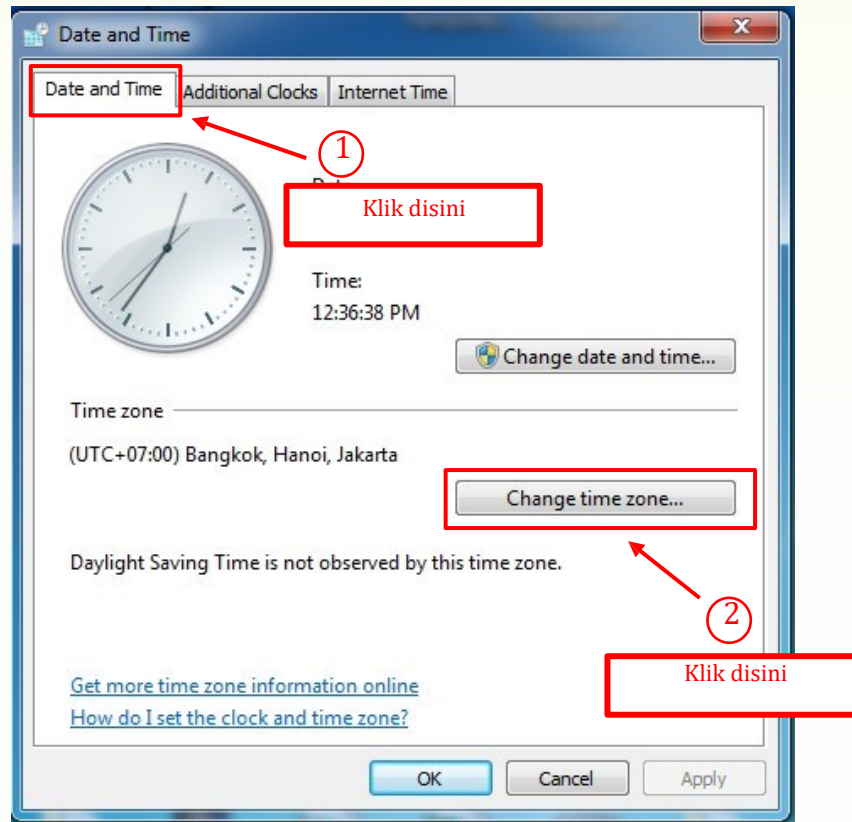 Date and Time
Date and Time Additional Clocks Internet Time
1
Klik disini
Time:
12:36:38 PM
Change date and time...
Time zone
(UTC+07:00) Bangkok, Hanoi, Jakarta
Change time zone...
Daylight Saving Time is not observed by this time zone.
2
Klik disini
Get more time zone information online
How do I set the clock and time zone?
OK Cancel Apply